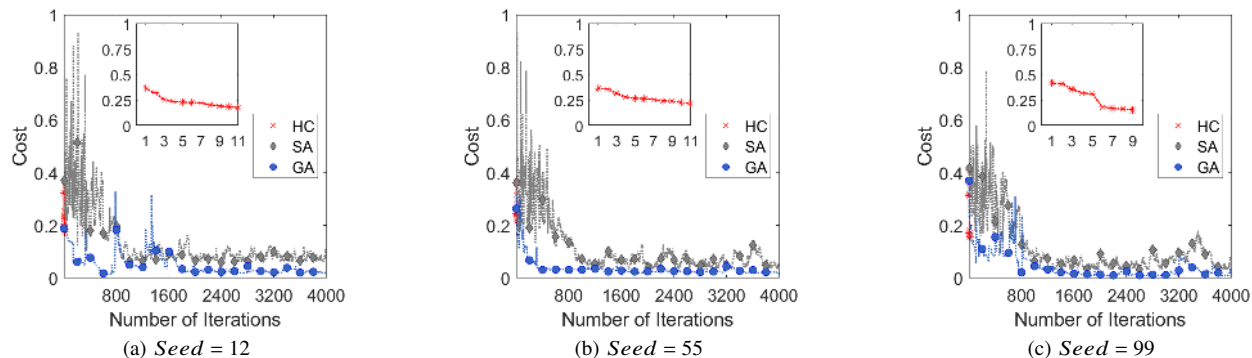 1
0.8
0.6
0.4
0.2
0
Cost
1
0.75
0.5
0.25
0
1 3 5 7 9 11
HC
SA
GA
800 1600 2400 3200 4000
Number of Iterations
(a) Seed = 12
1
0.8
0.6
0.4
0.2
0
Cost
1
0.75
0.5
0.25
0
1 3 5 7 9 11
HC
SA
GA
800 1600 2400 3200 4000
Number of Iterations
(b) Seed = 55
1
0.8
0.6
0.4
0.2
0
Cost
1
0.75
0.5
0.25
0
1 3 5 7 9
HC
SA
GA
800 1600 2400 3200 4000
Number of Iterations
(c) Seed = 99